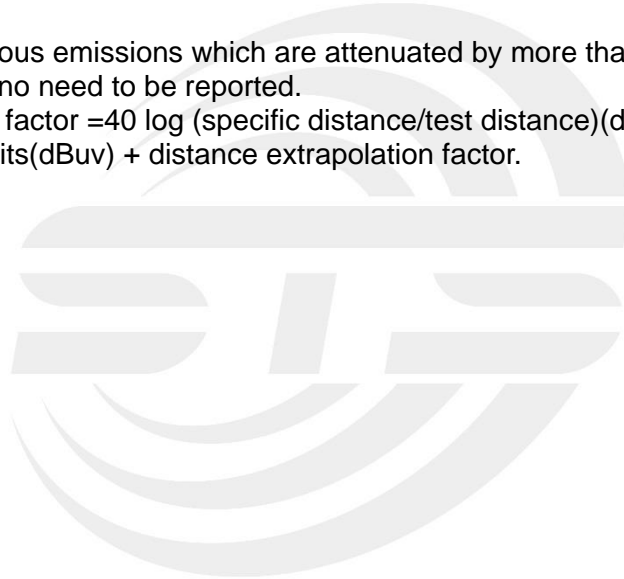 ous emissions which are attenuated by more tha
no need to be reported.
factor =40 log (specific distance/test distance)(d
its(dBuv) + distance extrapolation factor.
STS